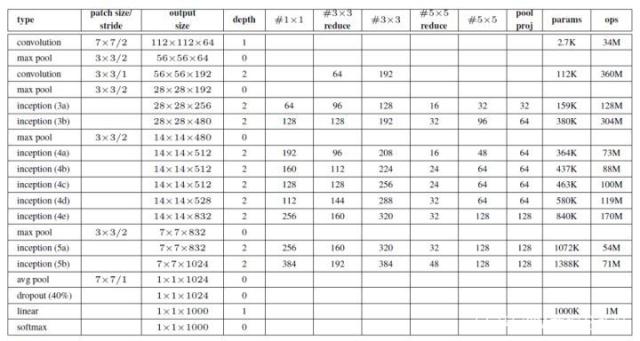 type patch size/ stride output size depth #1×1 #3×3 reduce #3×3 #5×5 reduce #5×5 pool proj params ops
convolution 7×7/2 112×112×64 1 2.7K 34M
max pool 3×3/2 56×56×64 0
convolution 3×3/1 56×56×192 2 64 192 112K 360M
max pool 3×3/2 28×28×192 0
inception (3a) 28×28×256 2 64 96 128 16 32 32 159K 128M
inception (3b) 28×28×480 2 128 128 192 32 96 64 380K 304M
max pool 3×3/2 14×14×480 0
inception (4a) 14×14×512 2 192 96 208 16 48 64 364K 73M
inception (4b) 14×14×512 2 160 112 224 24 64 64 437K 88M
inception (4c) 14×14×512 2 128 128 256 24 64 64 463K 100M
inception (4d) 14×14×528 2 112 144 288 32 64 64 580K 119M
inception (4e) 14×14×832 2 256 160 320 32 128 128 840K 170M
max pool 3×3/2 7×7×832 0
inception (5a) 7×7×832 2 256 160 320 32 128 128 1072K 54M
inception (5b) 7×7×1024 2 384 192 384 48 128 128 1388K 71M
avg pool 7×7/1 1×1×1024 0
dropout (40%) 1×1×1024 0
linear 1×1×1000 1 1000K 1M
softmax 1×1×1000 0